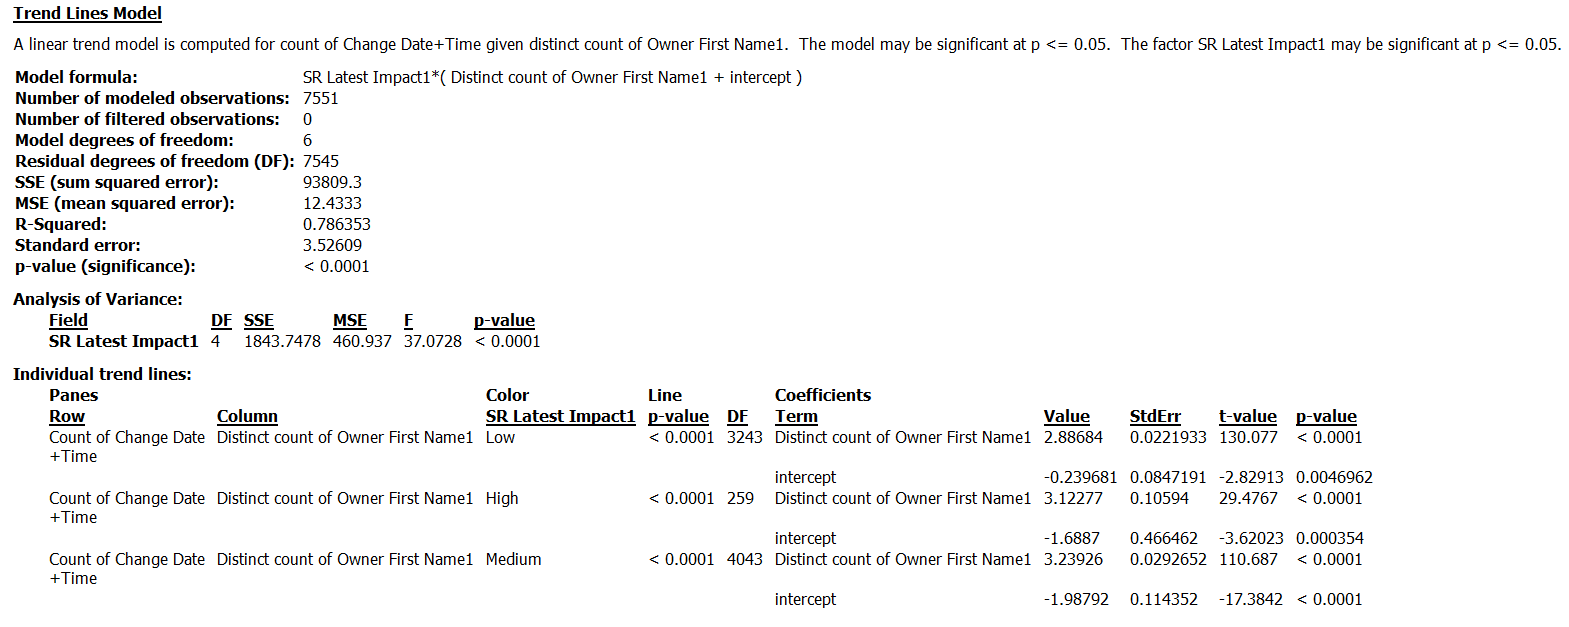 Trend Lines Model
A linear trend model is computed for count of Change Date+Time given distinct count of Owner First Name1.  The model may be significant at p <= 0.05.  The factor SR Latest Impact1 may be significant at p <= 0.05.
Model formula: SR Latest Impact1*( Distinct count of Owner First Name1 + intercept )
Number of modeled observations: 7551
Number of filtered observations: 0
Model degrees of freedom: 6
Residual degrees of freedom (DF): 7545
SSE (sum squared error): 93809.3
MSE (mean squared error): 12.4333
R-Squared: 0.786353
Standard error: 3.52609
p-value (significance): < 0.0001
Analysis of Variance:
Field DF SSE MSE F p-value
SR Latest Impact1 4 1843.7478 460.937 37.0728 < 0.0001
Individual trend lines:
Panes Color Line Coefficients
Row Column SR Latest Impact1 p-value DF Term Value StdErr t-value p-value
Count of Change Date Distinct count of Owner First Name1 Low < 0.0001 3243 Distinct count of Owner First Name1 2.88684 0.0221933 130.077 < 0.0001
+Time
intercept -0.239681 0.0847191 -2.82913 0.0046962
Count of Change Date Distinct count of Owner First Name1 High < 0.0001 259 Distinct count of Owner First Name1 3.12277 0.10594 29.4767 < 0.0001
+Time
intercept -1.6887 0.466462 -3.62023 0.000354
Count of Change Date Distinct count of Owner First Name1 Medium < 0.0001 4043 Distinct count of Owner First Name1 3.23926 0.0292652 110.687 < 0.0001
+Time
intercept -1.98792 0.114352 -17.3842 < 0.0001